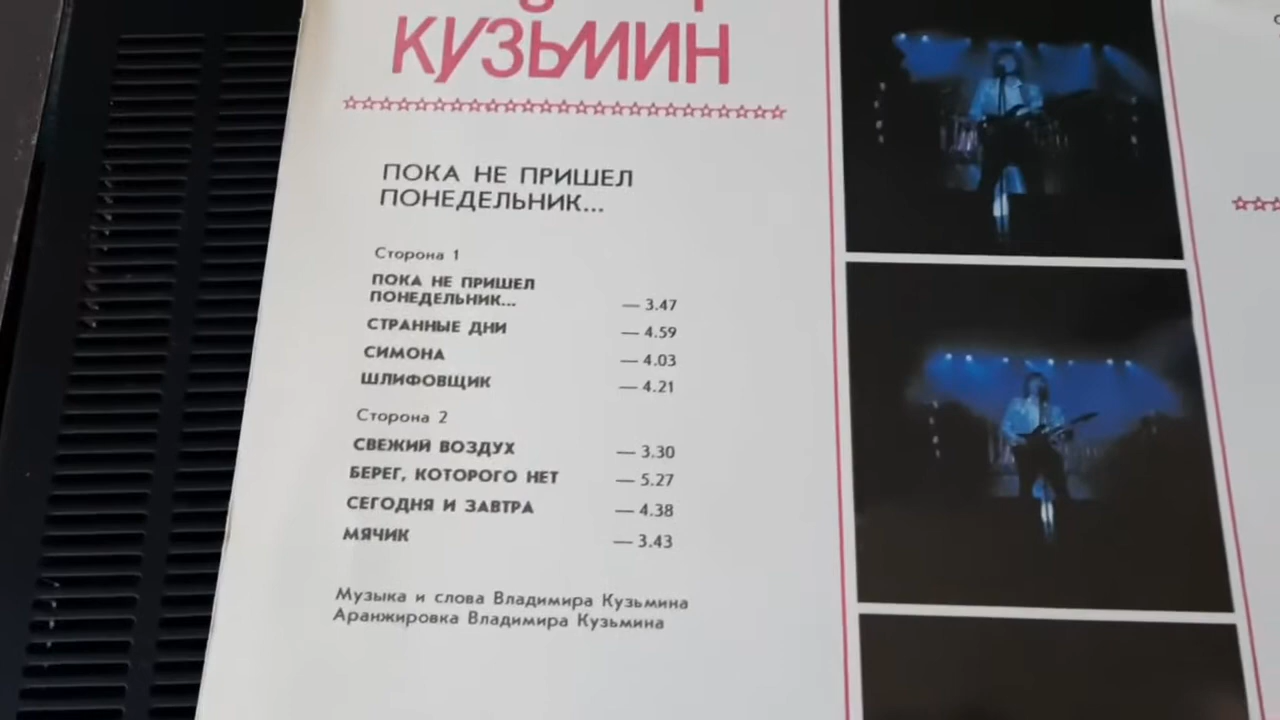 КУЗЬМИН
ПОКА НЕ ПРИШЕЛ
ПОНЕДЕЛЬНИК...
Сторона 1
ПОКА НЕ ПРИШЕЛ
ПОНЕДЕЛЬНИК... — 3.47
СТРАННЫЕ ДНИ — 4.59
СИМОНА — 4.03
ШЛИФОВЩИК — 4.21
Сторона 2
СВЕЖИЙ ВОЗДУХ — 3.30
БЕРЕГ, КОТОРОГО НЕТ — 5.27
СЕГОДНЯ И ЗАВТРА — 4.38
МЯЧИК — 3.43
Музыка и слова Владимира Кузьмина
Аранжировка Владимира Кузьмина